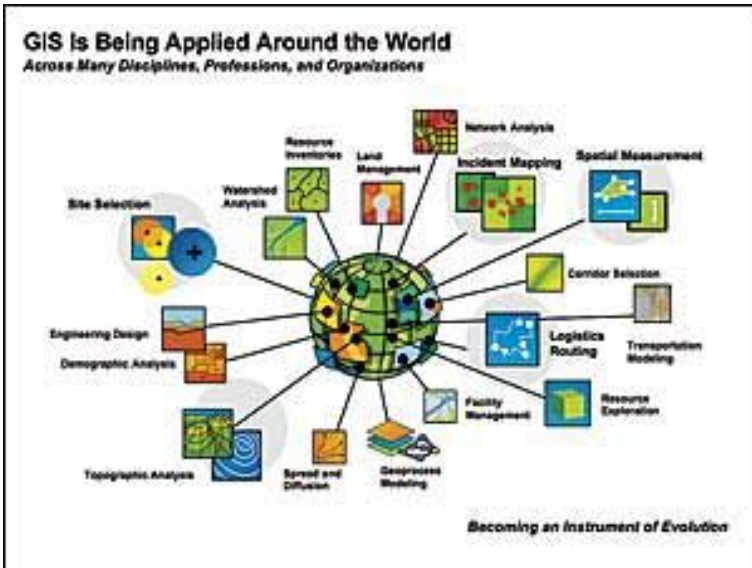 GIS Is Being Applied Around the World
Across Many Disciplines, Professions, and Organizations
Network Analysis
Resource
Inventories
Land
Management
Incident Mapping
Spatial Measurement
Watershed
Analysis
Site Selection
Corridor Selection
Engineering Design
Logistics
Routing
Transportation
Modeling
Demographic Analysis
Facility
Management
Resource
Exploration
Topographic Analysis
Spread and
Diffusion
Geoprocess
Modeling
Becoming an Instrument of Evolution